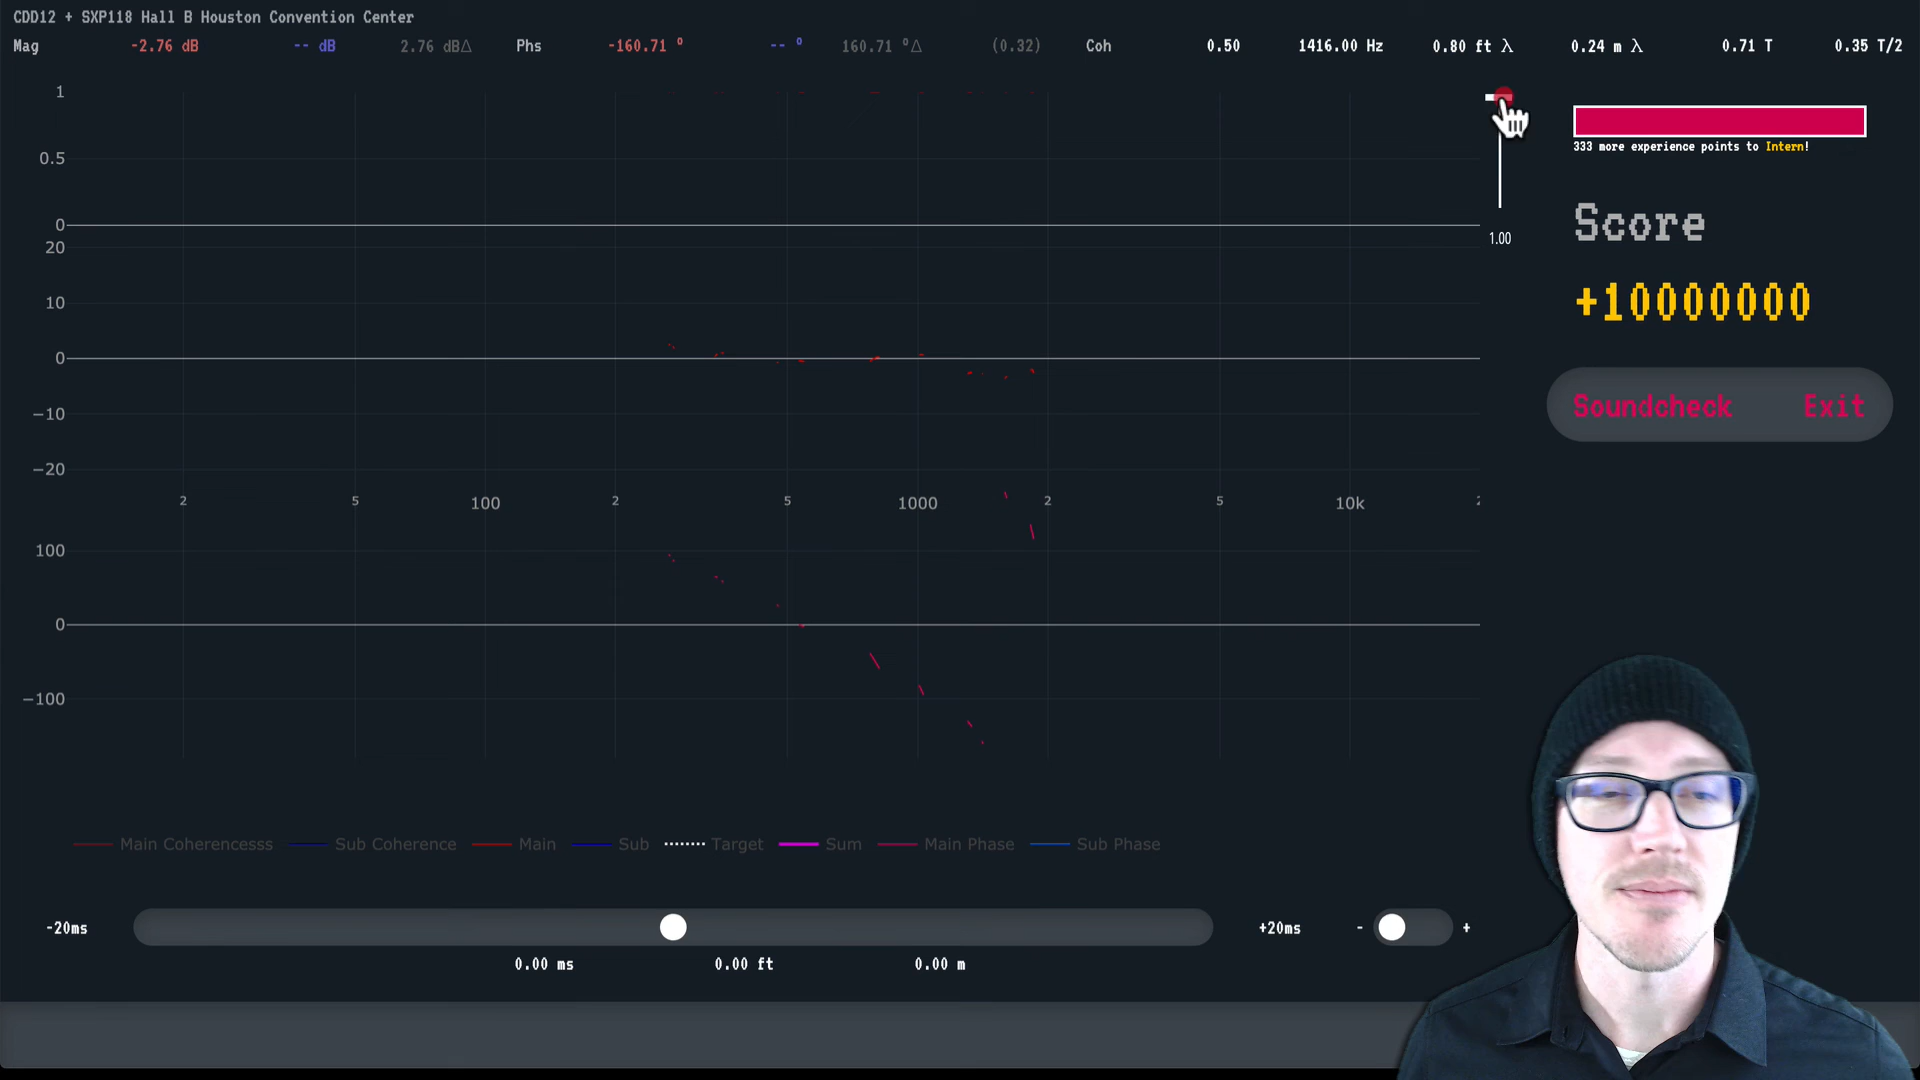 CDD12 + SXP118 Hall B Houston Convention Center
Mag -2.76 dB -- dB 2.76 dBΔ Phs -160.71 º -- º 160.71 ºΔ (0.32) Coh 0.50 1416.00 Hz 0.80 ft λ 0.24 m λ 0.71 T 0.35 T/2
1
0.5
0
20
10
0
−10
−20
2 5 100 2 5 1000 2 5 10k
100
0
−100
1.00
333 more experience points to Intern!
Score
+10000000
Soundcheck Exit
Main Coherencesss Sub Coherence Main Sub Target Sum Main Phase Sub Phase
-20ms +20ms - +
0.00 ms 0.00 ft 0.00 m